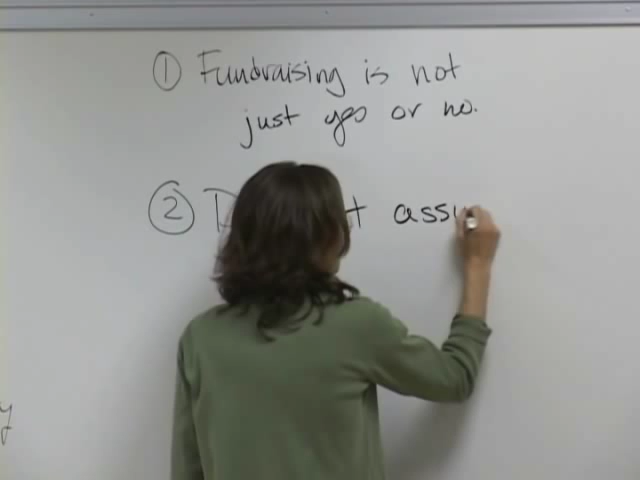 ① Fundraising is not
just yes or no.
② assu